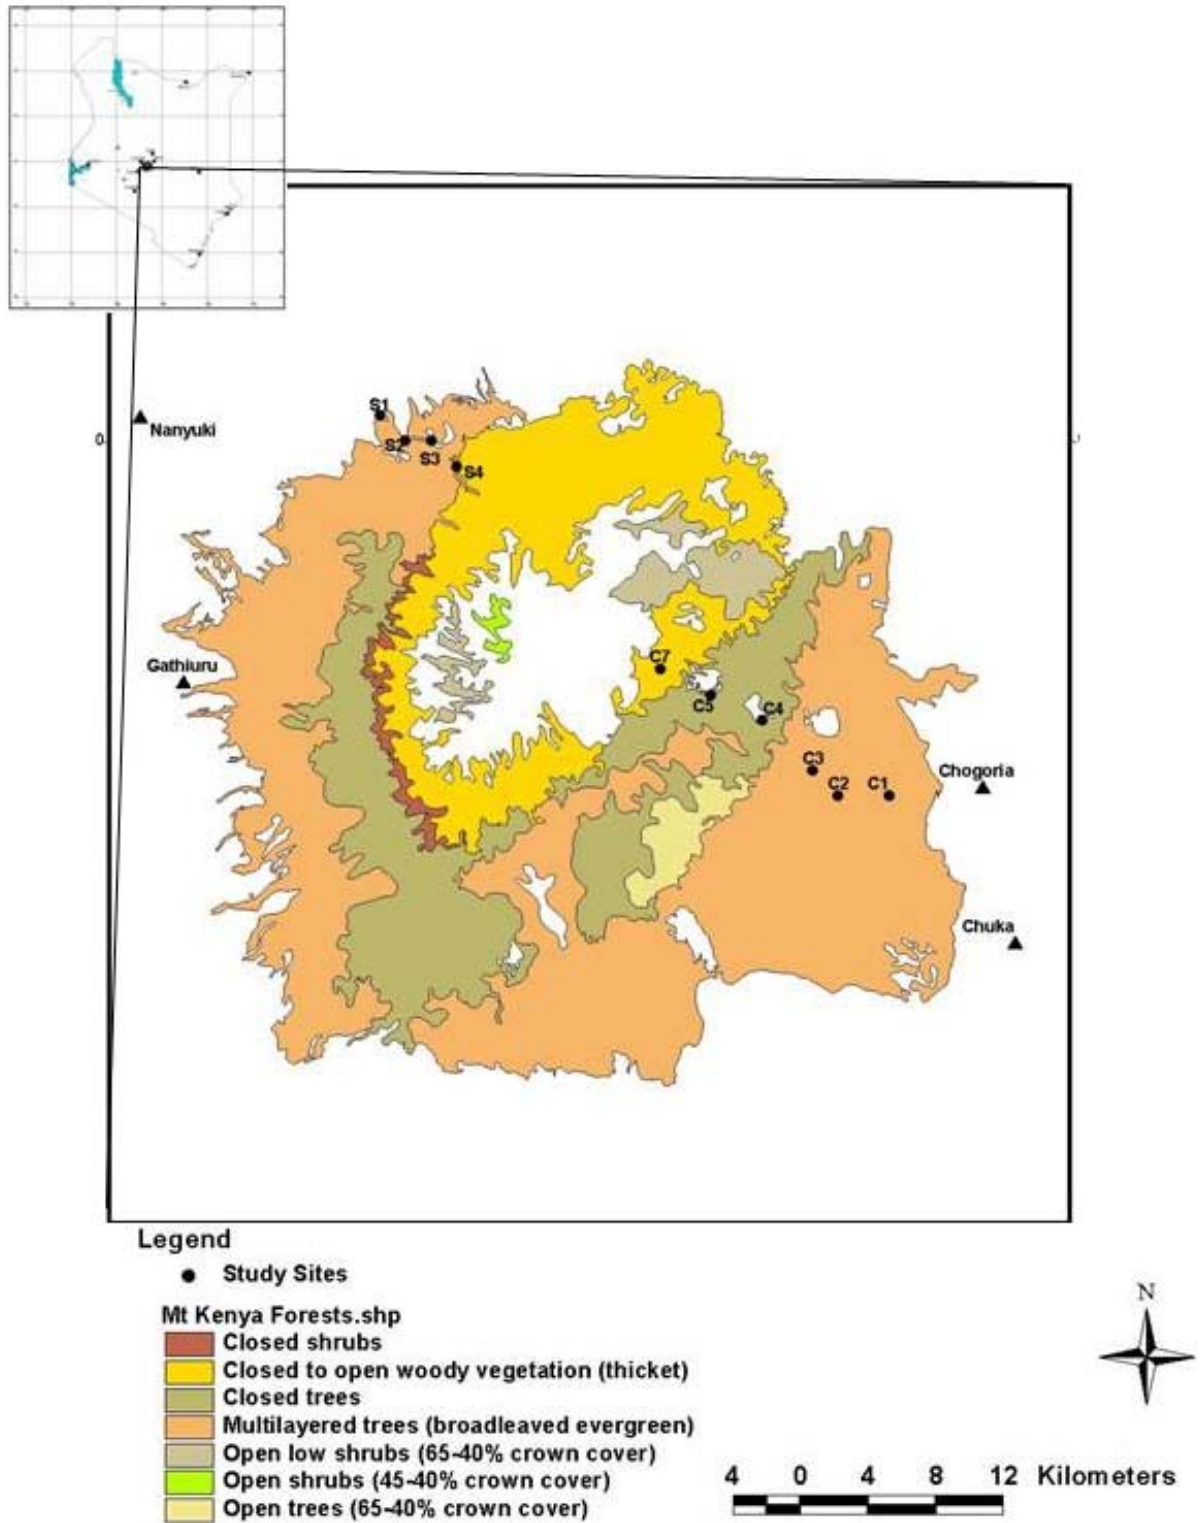 S1
Nanyuki
0
S2
S3
S4
Gathiuru
C7
C5
C4
C3
Chogoria
C2
C1
Chuka
Legend
Study Sites
Mt Kenya Forests.shp
Closed shrubs
Closed to open woody vegetation (thicket)
Closed trees
Multilayered trees (broadleaved evergreen)
Open low shrubs (65-40% crown cover)
Open shrubs (45-40% crown cover)
Open trees (65-40% crown cover)
N
4 0 4 8 12 Kilometers